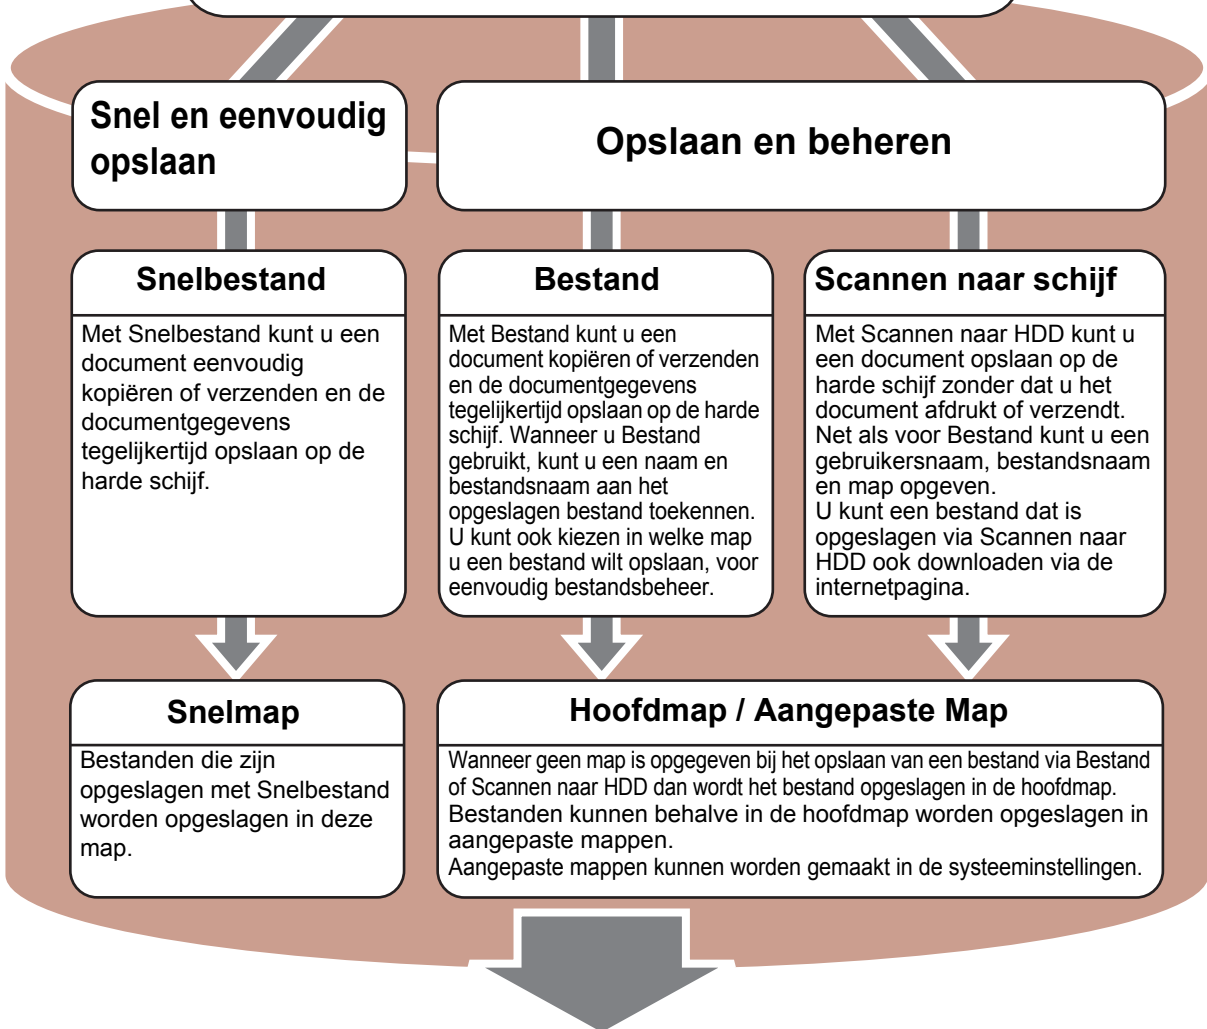 Snel en eenvoudig
opslaan
Opslaan en beheren
Snelbestand
Met Snelbestand kunt u een
document eenvoudig
kopiëren of verzenden en de
documentgegevens
tegelijkertijd opslaan op de
harde schijf.
Bestand
Met Bestand kunt u een
document kopiëren of verzenden
en de documentgegevens
tegelijkertijd opslaan op de harde
schijf. Wanneer u Bestand
gebruikt, kunt u een naam en
bestandsnaam aan het
opgeslagen bestand toekennen.
U kunt ook kiezen in welke map
u een bestand wilt opslaan, voor
eenvoudig bestandsbeheer.
Scannen naar schijf
Met Scannen naar HDD kunt u
een document opslaan op de
harde schijf zonder dat u het
document afdrukt of verzendt.
Net als voor Bestand kunt u een
gebruikersnaam, bestandsnaam
en map opgeven.
U kunt een bestand dat is
opgeslagen via Scannen naar
HDD ook downloaden via de
internetpagina.
Snelmap
Bestanden die zijn
opgeslagen met Snelbestand
worden opgeslagen in deze
map.
Hoofdmap / Aangepaste Map
Wanneer geen map is opgegeven bij het opslaan van een bestand via Bestand
of Scannen naar HDD dan wordt het bestand opgeslagen in de hoofdmap.
Bestanden kunnen behalve in de hoofdmap worden opgeslagen in
aangepaste mappen.
Aangepaste mappen kunnen worden gemaakt in de systeeminstellingen.